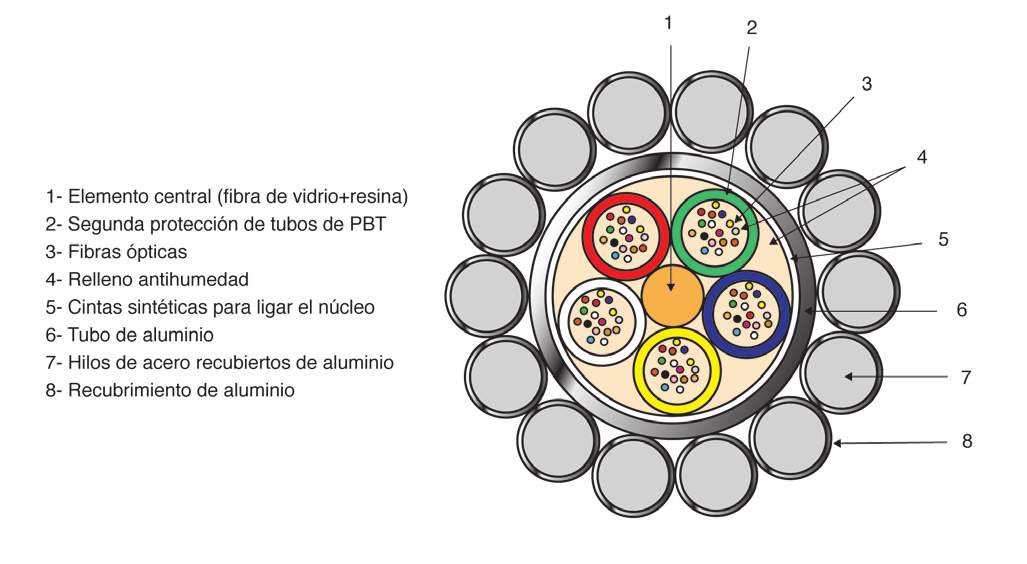 1- Elemento central (fibra de vidrio+resina)
2- Segunda protección de tubos de PBT
3- Fibras ópticas
4- Relleno antihumedad
5- Cintas sintéticas para ligar el núcleo
6- Tubo de aluminio
7- Hilos de acero recubiertos de aluminio
8- Recubrimiento de aluminio
1
2
3
4
5
6
7
8